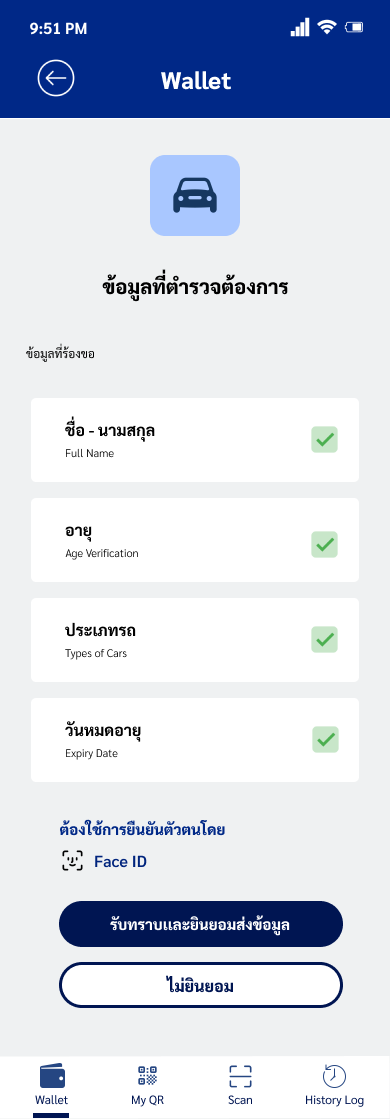 9:51 PM
Wallet
ข้อมูลที่ตำรวจต้องการ
ข้อมูลที่ร้องขอ
ชื่อ - นามสกุล
Full Name
อายุ
Age Verification
ประเภทรถ
Types of Cars
วันหมดอายุ
Expiry Date
ต้องใช้การยืนยันตัวตนโดย
Face ID
รับทราบและยินยอมส่งข้อมูล
ไม่ยินยอม
Wallet My QR Scan History Log